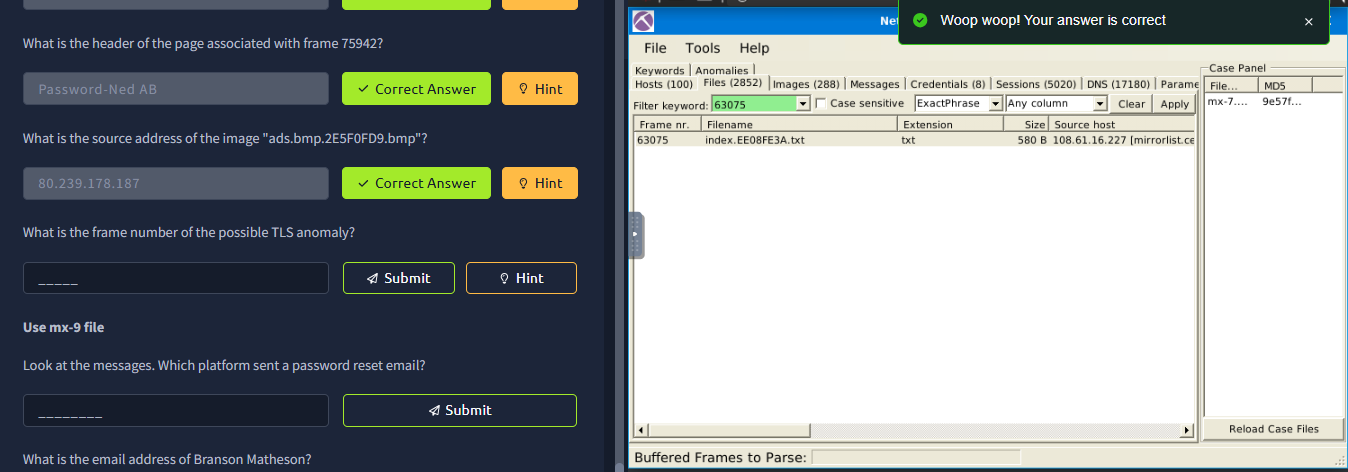 Correct Answer Hint
What is the header of the page associated with frame 75942?
Password-Ned AB
Correct Answer
Hint
What is the source address of the image "ads.bmp.2E5F0FD9.bmp"?
80.239.178.187
Correct Answer
Hint
What is the frame number of the possible TLS anomaly?
_____
Submit
Hint
Use mx-9 file
Look at the messages. Which platform sent a password reset email?
________
Submit
What is the email address of Branson Matheson?
Woop woop! Your answer is correct
×
Net
File Tools Help
Keywords Anomalies
Hosts (100) Files (2852) Images (288) Messages Credentials (8) Sessions (5020) DNS (17180) Parame
Filter keyword: 63075 Case sensitive ExactPhrase Any column Clear Apply
Frame nr. Filename Extension Size Source host
63075 index.EE08FE3A.txt txt 580 B 108.61.16.227 [mirrorlist.ce
Case Panel
File... MD5
mx-7.... 9e57f...
Reload Case Files
Buffered Frames to Parse: